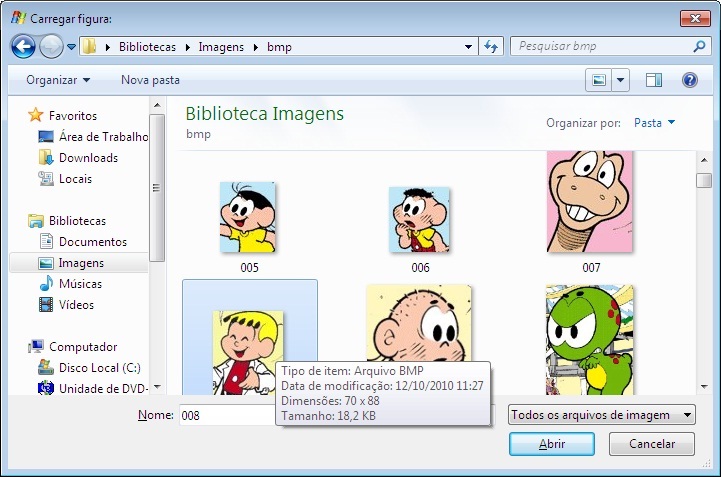 Carregar figura:
Bibliotecas Imagens bmp
Pesquisar bmp
Organizar Nova pasta
Favoritos
Área de Trabalho
Downloads
Locais
Bibliotecas
Documentos
Imagens
Músicas
Vídeos
Computador
Disco Local (C:)
Unidade de DVD-
Biblioteca Imagens
bmp
Organizar por: Pasta
005
006
007
Tipo de item: Arquivo BMP
Data de modificação: 12/10/2010 11:27
Dimensões: 70 x 88
Tamanho: 18,2 KB
Nome: 008
Todos os arquivos de imagem
Abrir
Cancelar